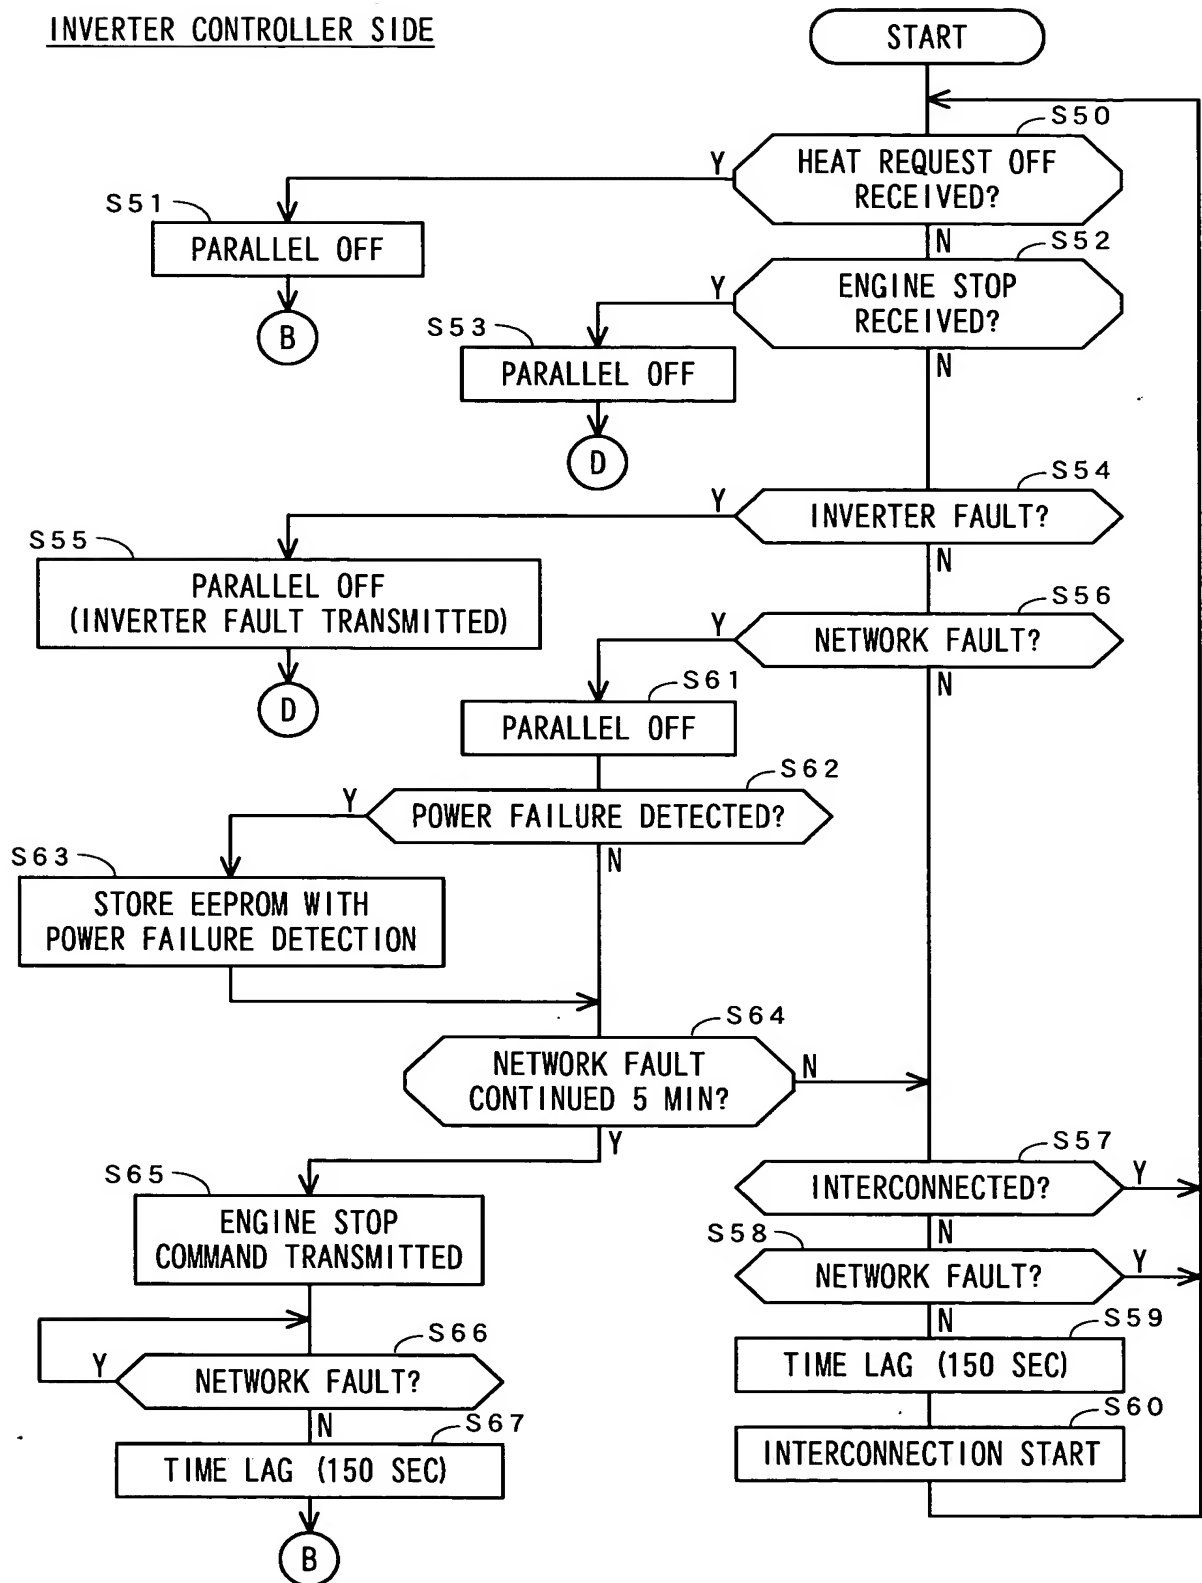 INVERTER CONTROLLER SIDE
START
S50
HEAT REQUEST OFF
RECEIVED?
Y
N
S51
PARALLEL OFF
B
S52
ENGINE STOP
RECEIVED?
Y
N
S53
PARALLEL OFF
D
S54
INVERTER FAULT?
Y
N
S55
PARALLEL OFF
(INVERTER FAULT TRANSMITTED)
D
S56
NETWORK FAULT?
Y
N
S61
PARALLEL OFF
S62
POWER FAILURE DETECTED?
Y
N
S63
STORE EEPROM WITH
POWER FAILURE DETECTION
S64
NETWORK FAULT
CONTINUED 5 MIN?
N
Y
S57
INTERCONNECTED?
Y
N
S58
NETWORK FAULT?
Y
N
S59
TIME LAG (150 SEC)
S60
INTERCONNECTION START
S65
ENGINE STOP
COMMAND TRANSMITTED
S66
NETWORK FAULT?
Y
N
S67
TIME LAG (150 SEC)
B